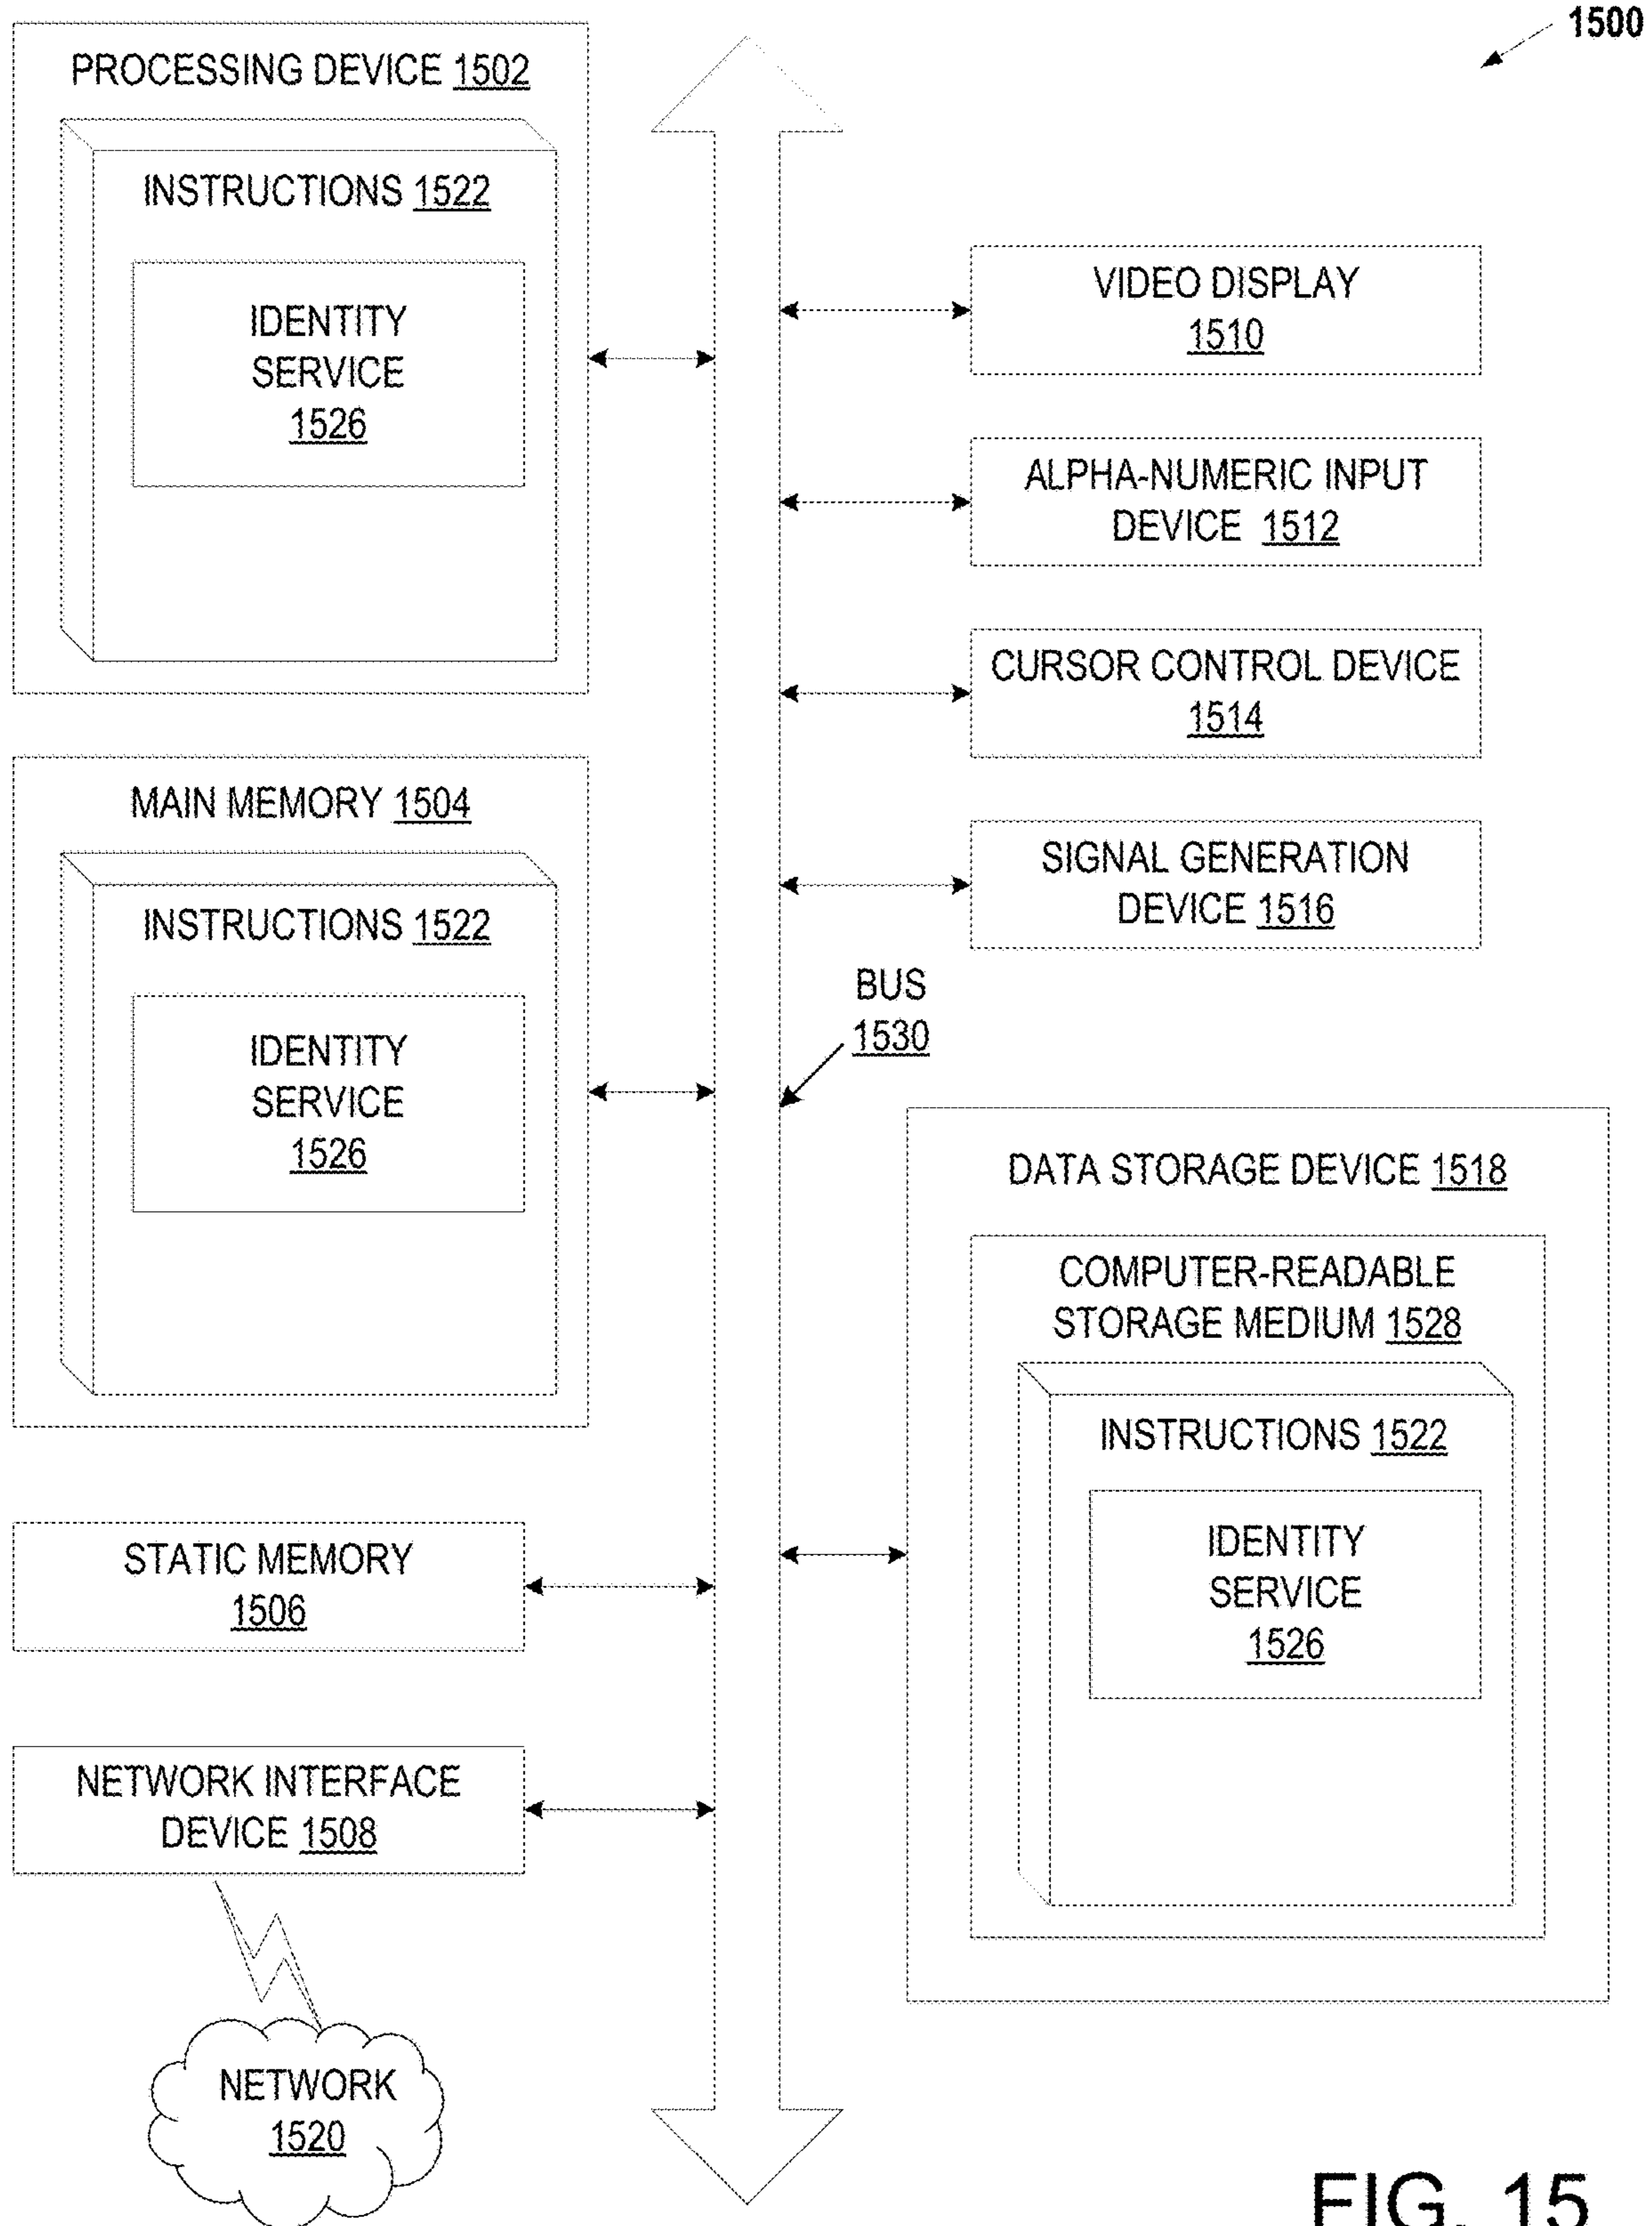 1500
PROCESSING DEVICE 1502
INSTRUCTIONS 1522
IDENTITY
SERVICE
1526
MAIN MEMORY 1504
INSTRUCTIONS 1522
IDENTITY
SERVICE
1526
STATIC MEMORY
1506
NETWORK INTERFACE
DEVICE 1508
NETWORK
1520
VIDEO DISPLAY
1510
ALPHA-NUMERIC INPUT
DEVICE 1512
CURSOR CONTROL DEVICE
1514
SIGNAL GENERATION
DEVICE 1516
BUS
1530
DATA STORAGE DEVICE 1518
COMPUTER-READABLE
STORAGE MEDIUM 1528
INSTRUCTIONS 1522
IDENTITY
SERVICE
1526
FIG. 15